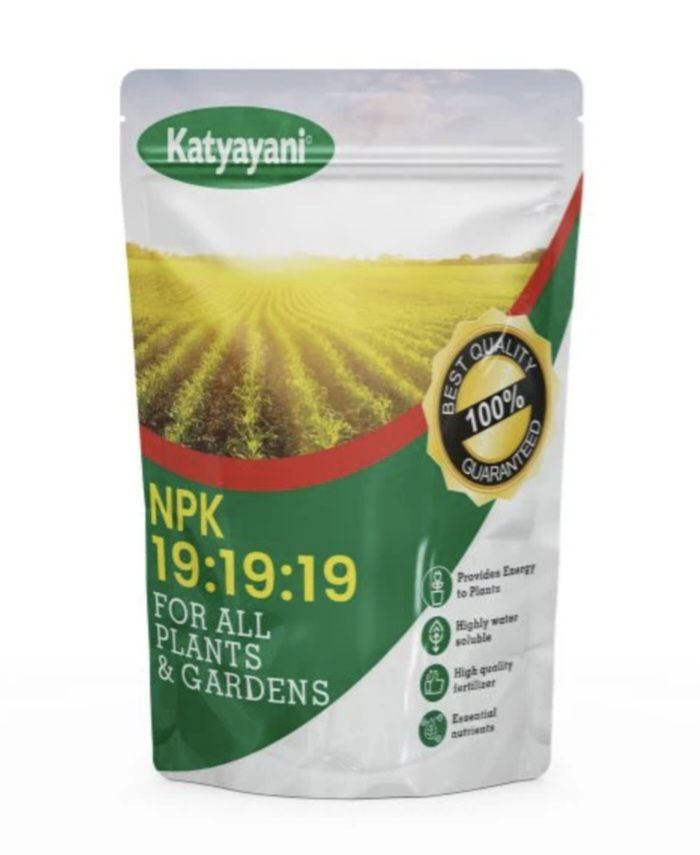 Katyayani©
BEST QUALITY
100%
GUARANTEED
NPK
19:19:19
FOR ALL
PLANTS
& GARDENS
Provides Energy
to Plants
Highly water
soluble
High quality
fertilizer
Essential
nutrients